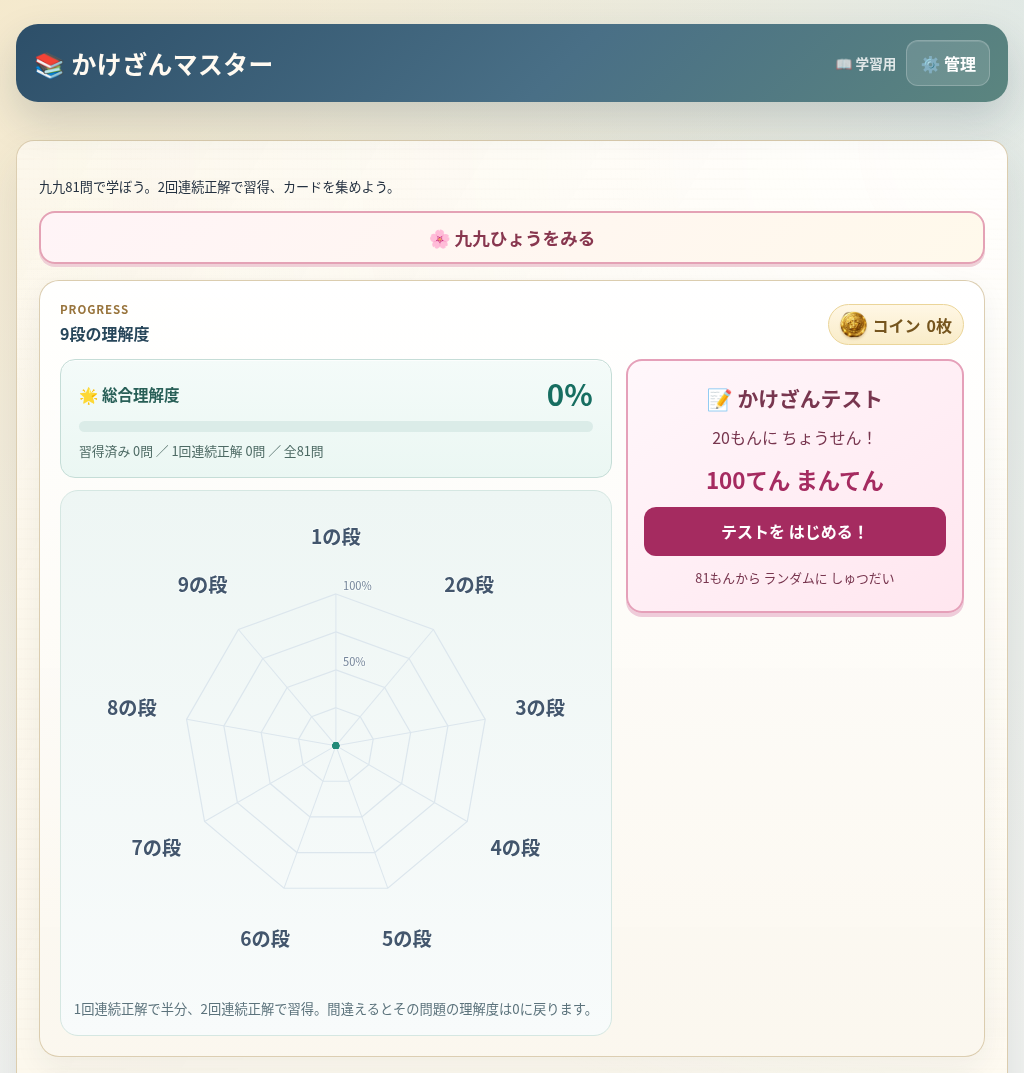 📚 かけざんマスター
📖 学習用
⚙️ 管理
九九81問で学ぼう。2回連続正解で習得、カードを集めよう。
🌸 九九ひょうをみる
PROGRESS
9段の理解度
コイン 0枚
🌟 総合理解度
0%
習得済み 0問 ／ 1回連続正解 0問 ／ 全81問
1の段
2の段
3の段
4の段
5の段
6の段
7の段
8の段
9の段
100%
50%
1回連続正解で半分、2回連続正解で習得。間違えるとその問題の理解度は0に戻ります。
📝 かけざんテスト
20もんに ちょうせん！
100てん まんてん
テストを はじめる！
81もんから ランダムに しゅつだい